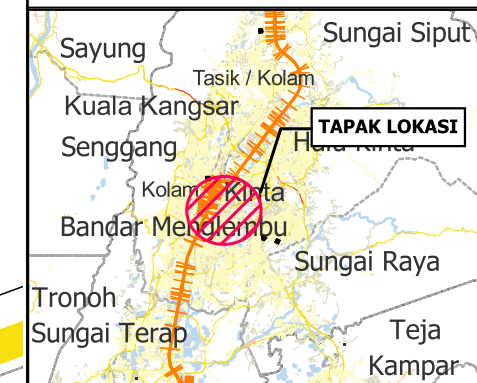 Sungai Siput
Sayung
Tasik / Kolam
Kuala Kangsar
TAPAK LOKASI
Hulu Kinta
Senggang
Kolam
Kinta
Bandar Menglembu
Sungai Raya
Tronoh
Sungai Terap
Teja
Kampar